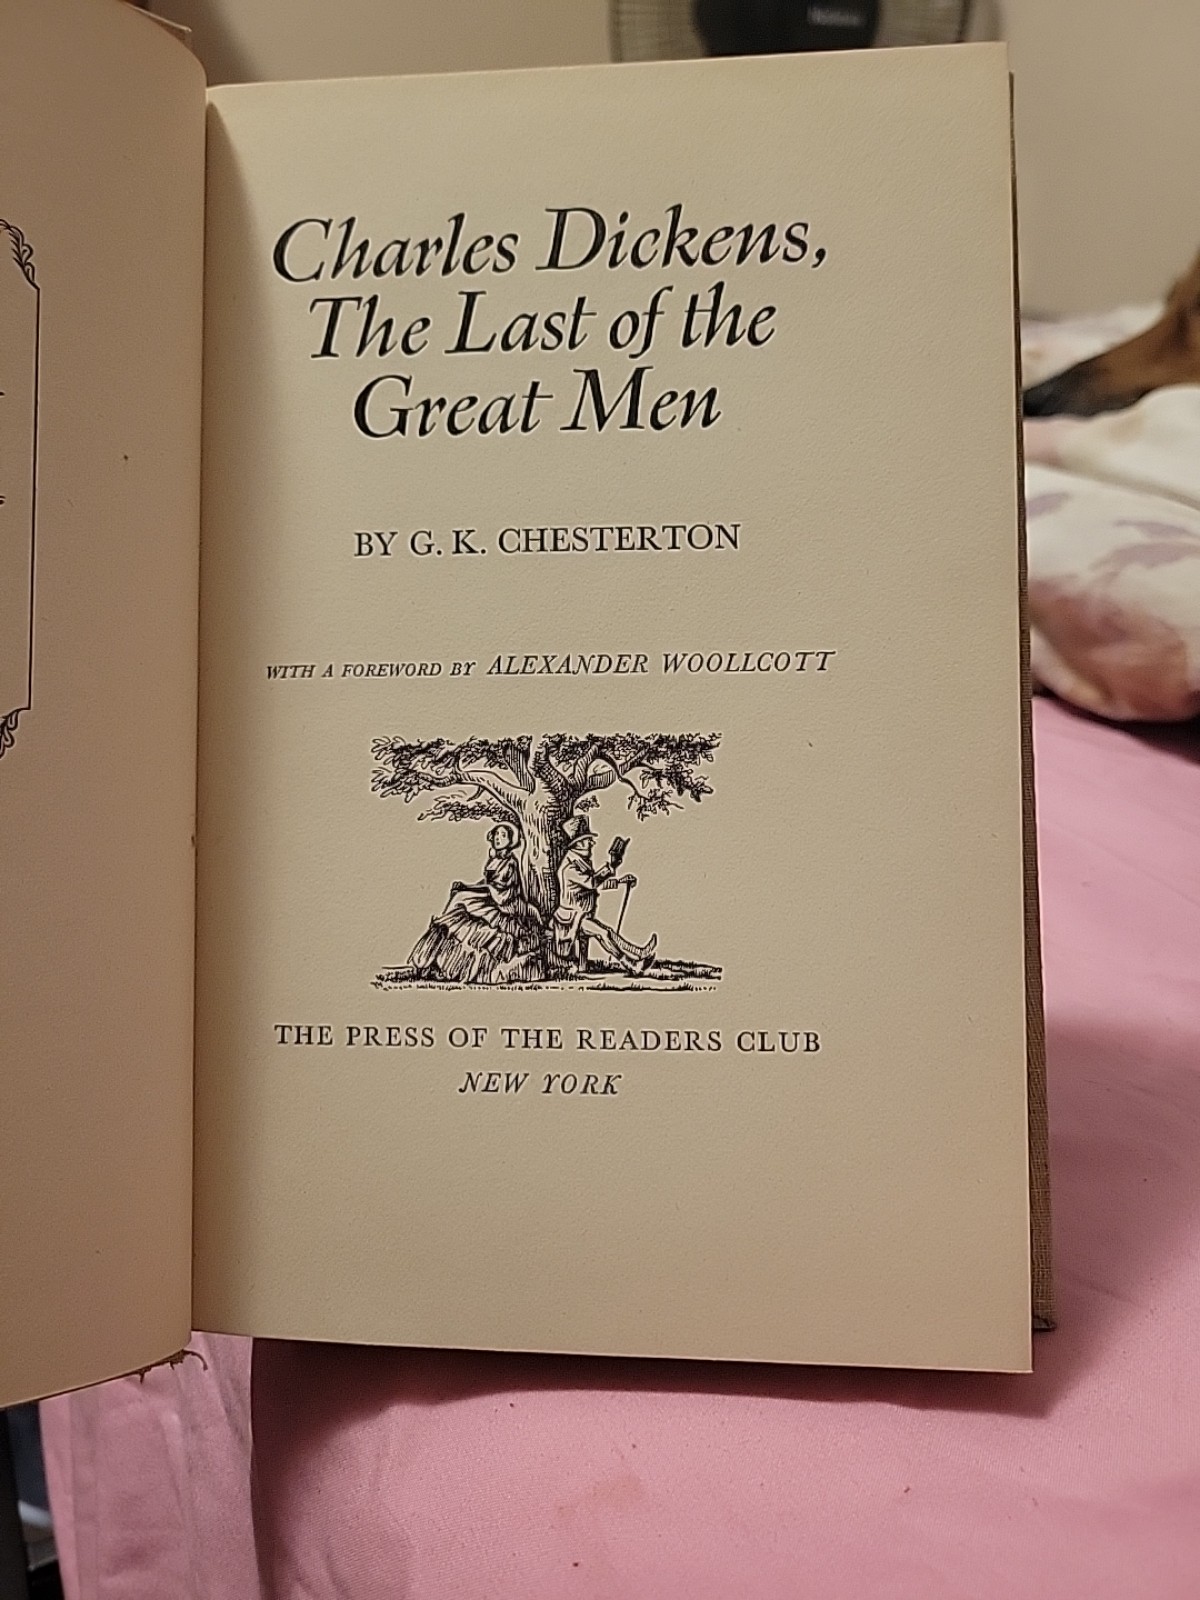 Charles Dickens,
The Last of the
Great Men
BY G. K. CHESTERTON
WITH A FOREWORD BY ALEXANDER WOOLLCOTT
THE PRESS OF THE READERS CLUB
NEW YORK